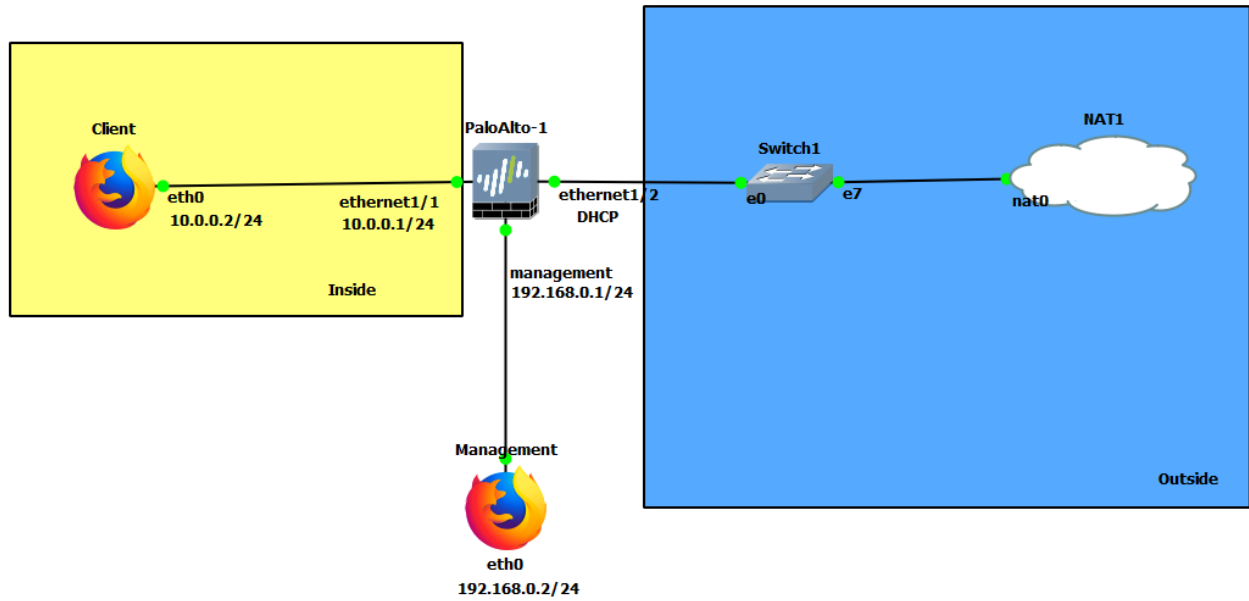 Client
eth0
10.0.0.2/24
ethernet1/1
10.0.0.1/24
Inside
PaloAlto-1
ethernet1/2
DHCP
management
192.168.0.1/24
Management
eth0
192.168.0.2/24
Switch1
e0
e7
NAT1
nat0
Outside